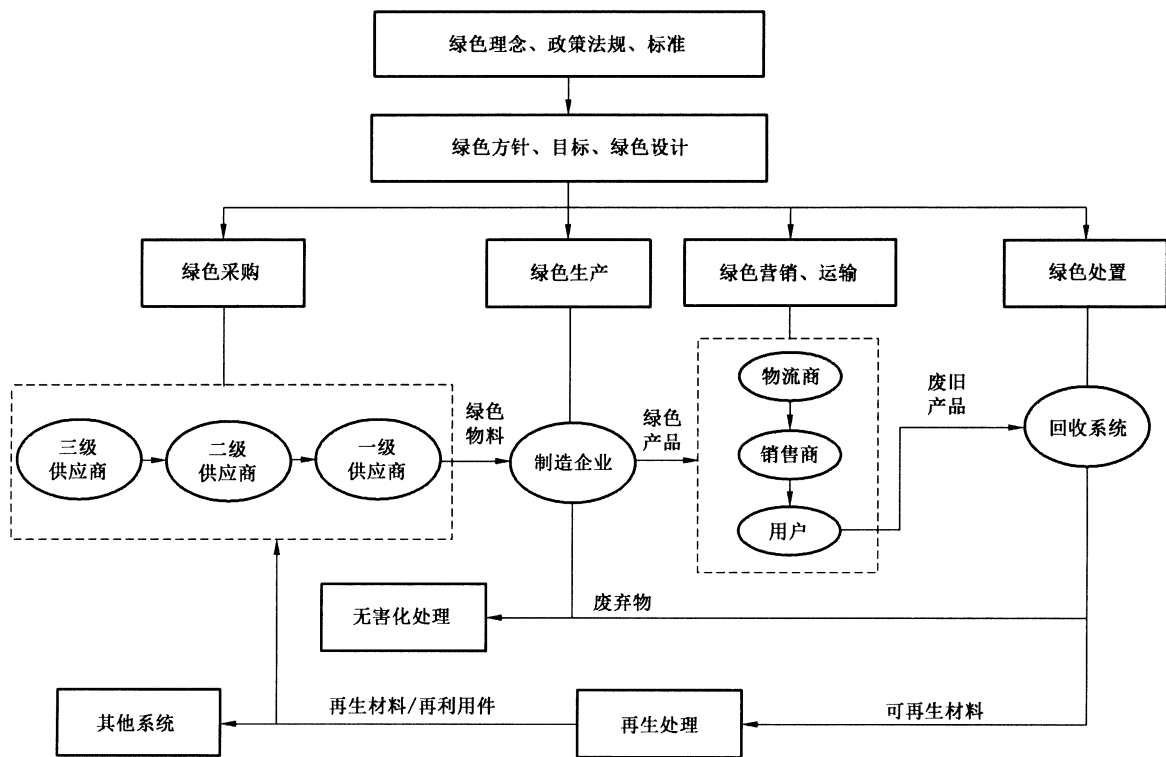 绿色理念、政策法规、标准
绿色方针、目标、绿色设计
绿色采购
绿色生产
绿色营销、运输
绿色处置
三级
供应商
二级
供应商
一级
供应商
绿色
物料
制造企业
绿色
产品
物流商
销售商
用户
废旧
产品
回收系统
无害化处理
废弃物
其他系统
再生材料/再利用件
再生处理
可再生材料